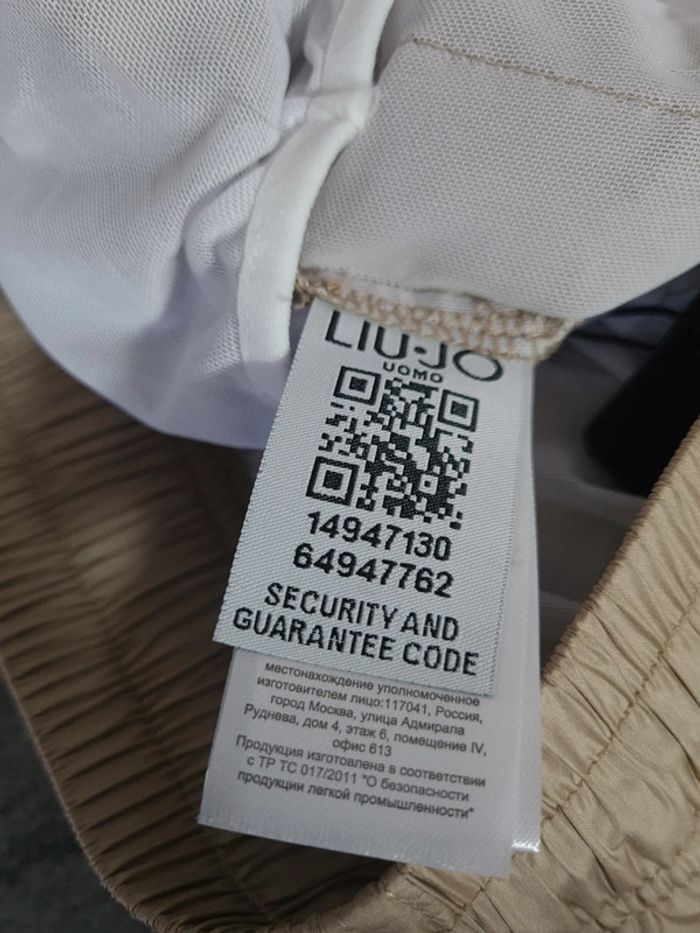 LIU·JO
UOMO
14947130
64947762
SECURITY AND
GUARANTEE CODE
местонахождение уполномоченное
изготовителем лицо:117041, Россия,
город Москва, улица Адмирала
Руднева, дом 4, этаж 6, помещение IV,
офис 613
Продукция изготовлена в соответствии
с ТР ТС 017/2011 "О безопасности
продукции легкой промышленности"